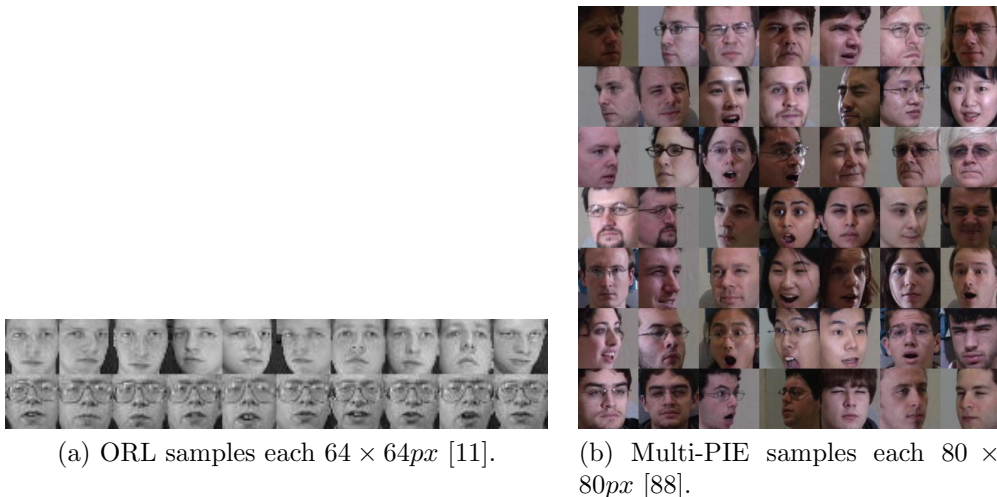 (a) ORL samples each 64 × 64px [11].
(b) Multi-PIE samples each 80 ×
80px [88].